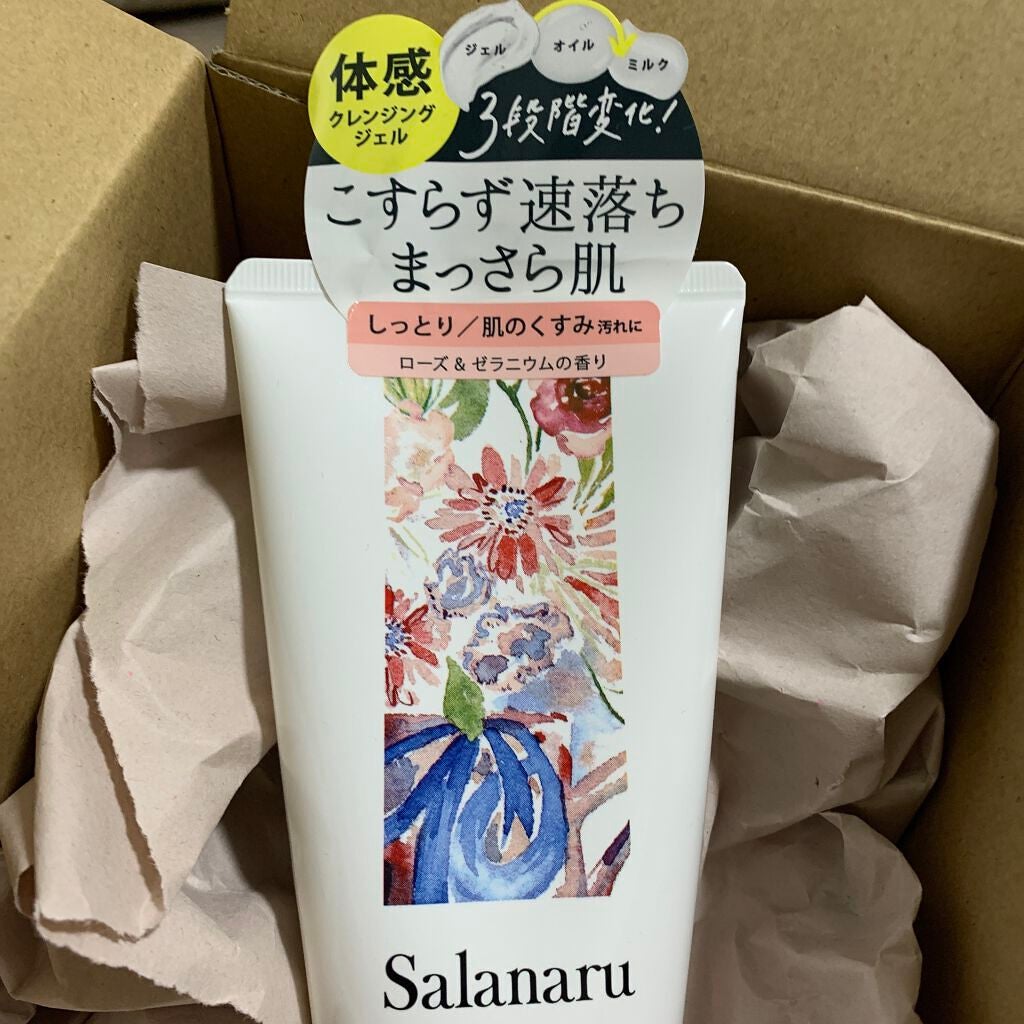 体感
クレンジング
ジェル
ジェル
オイル
ミルク
3段階変化!
こすらず速落ち
まっさら肌
しっとり/肌のくすみ汚れに
ローズ & ゼラニウムの香り
Salanaru